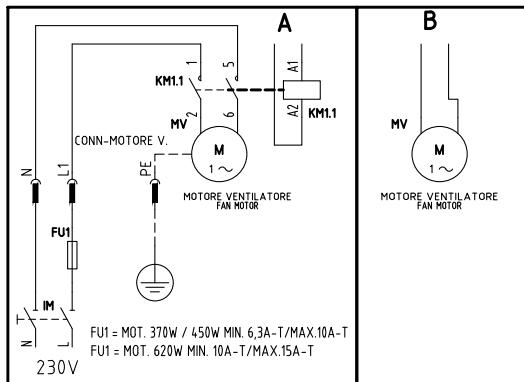 A
B
1
5
A1
KM1.1
A2
KM1.1
2
6
MV
MV
CONN-MOTORE V.
M
1 ~
M
1 ~
N
L1
PE
MOTORE VENTILATORE
FAN MOTOR
MOTORE VENTILATORE
FAN MOTOR
FU1
IM
N
L
FU1 = MOT. 370W / 450W MIN. 6,3A-T/MAX.10A-T
FU1 = MOT. 620W MIN. 10A-T/MAX.15A-T
230V